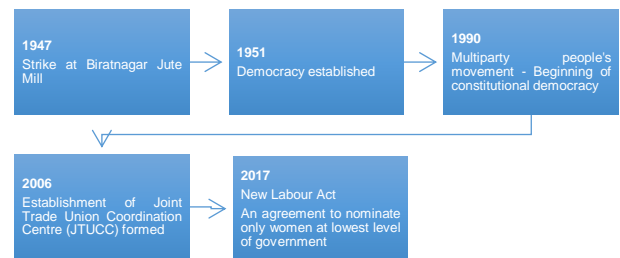 1947
Strike at Biratnagar Jute
Mill
1951
Democracy established
1990
Multiparty people's
movement - Beginning of
constitutional democracy
2006
Establishment of Joint
Trade Union Coordination
Centre (JTUCC) formed
2017
New Labour Act
An agreement to nominate
only women at lowest level
of government